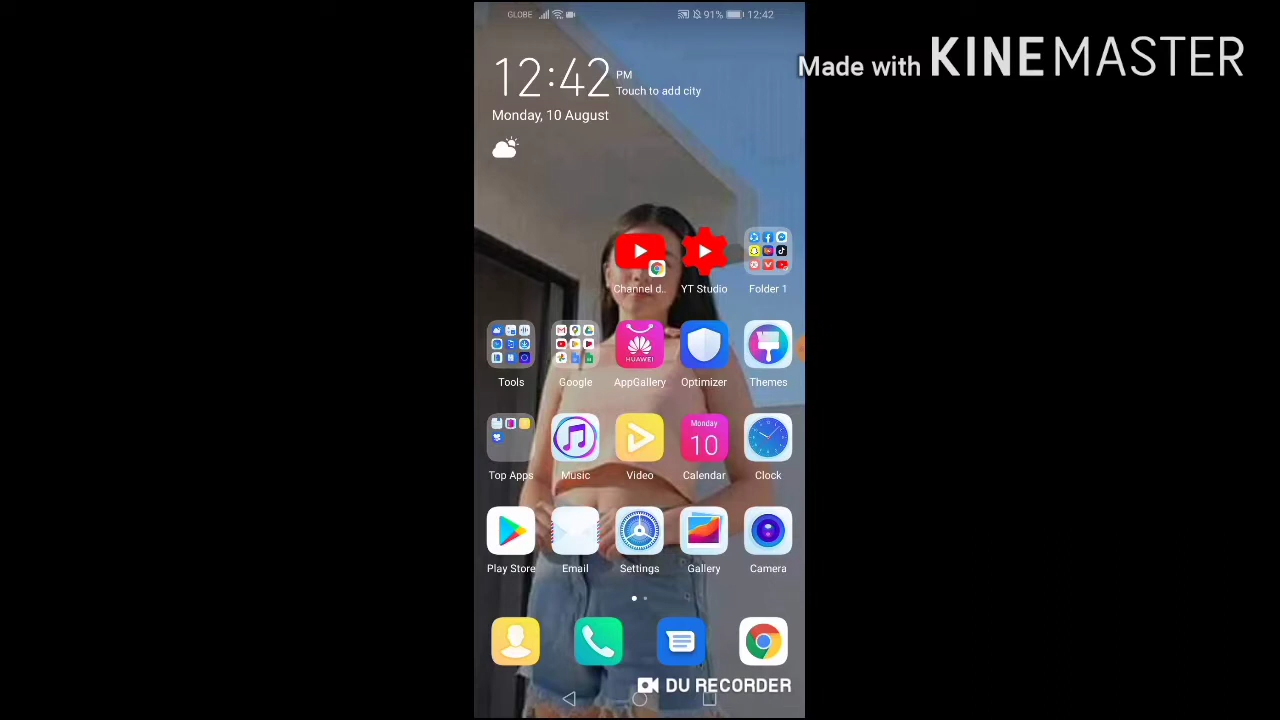 GLOBE 91% 12:42
Made with KINEMASTER
12:42 PM
Touch to add city
Monday, 10 August
Channel d.. YT Studio Folder 1
HUAWEI
Tools Google AppGallery Optimizer Themes
Monday
10
Top Apps Music Video Calendar Clock
Play Store Email Settings Gallery Camera
DU RECORDER